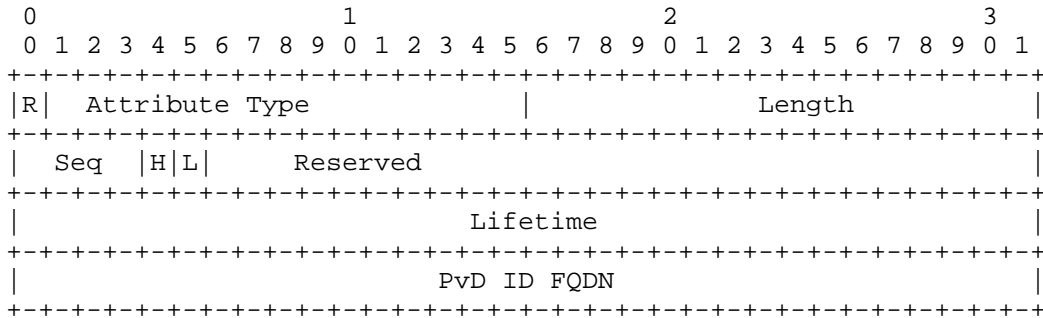 0                   1                   2                   3
 0 1 2 3 4 5 6 7 8 9 0 1 2 3 4 5 6 7 8 9 0 1 2 3 4 5 6 7 8 9 0 1
+-+-+-+-+-+-+-+-+-+-+-+-+-+-+-+-+-+-+-+-+-+-+-+-+-+-+-+-+-+-+-+-+
|R|  Attribute Type             |              Length           |
+-+-+-+-+-+-+-+-+-+-+-+-+-+-+-+-+-+-+-+-+-+-+-+-+-+-+-+-+-+-+-+-+
|  Seq  |H|L|     Reserved                                      |
+-+-+-+-+-+-+-+-+-+-+-+-+-+-+-+-+-+-+-+-+-+-+-+-+-+-+-+-+-+-+-+-+
|                            Lifetime                           |
+-+-+-+-+-+-+-+-+-+-+-+-+-+-+-+-+-+-+-+-+-+-+-+-+-+-+-+-+-+-+-+-+
|                          PvD ID FQDN                          |
+-+-+-+-+-+-+-+-+-+-+-+-+-+-+-+-+-+-+-+-+-+-+-+-+-+-+-+-+-+-+-+-+